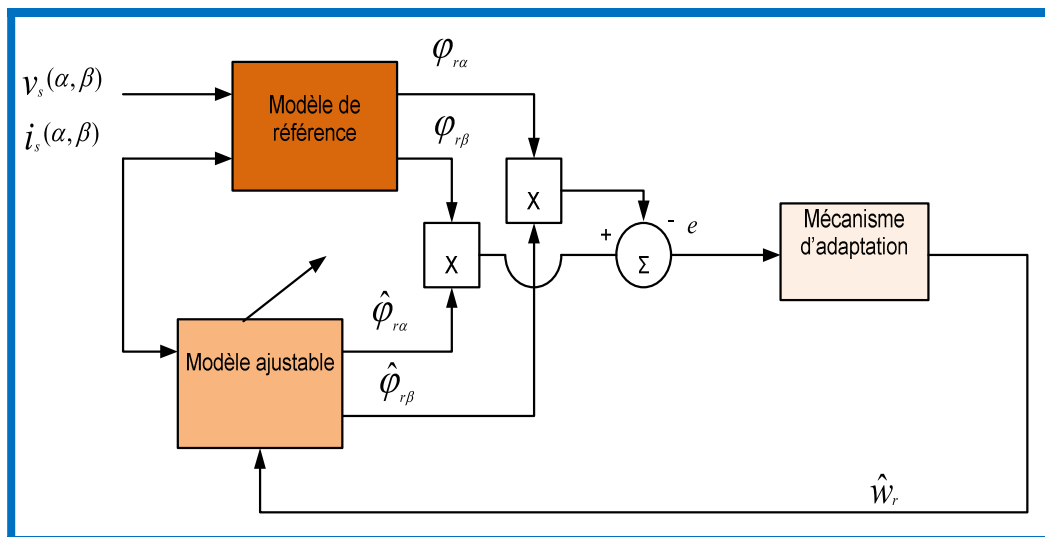 φrα
vs(α, β)
Modèle de
référence
is(α, β)
φrβ
X
X
+
-
e
Σ
Mécanisme
d'adaptation
φ̂rα
Modèle ajustable
φ̂rβ
ŵr